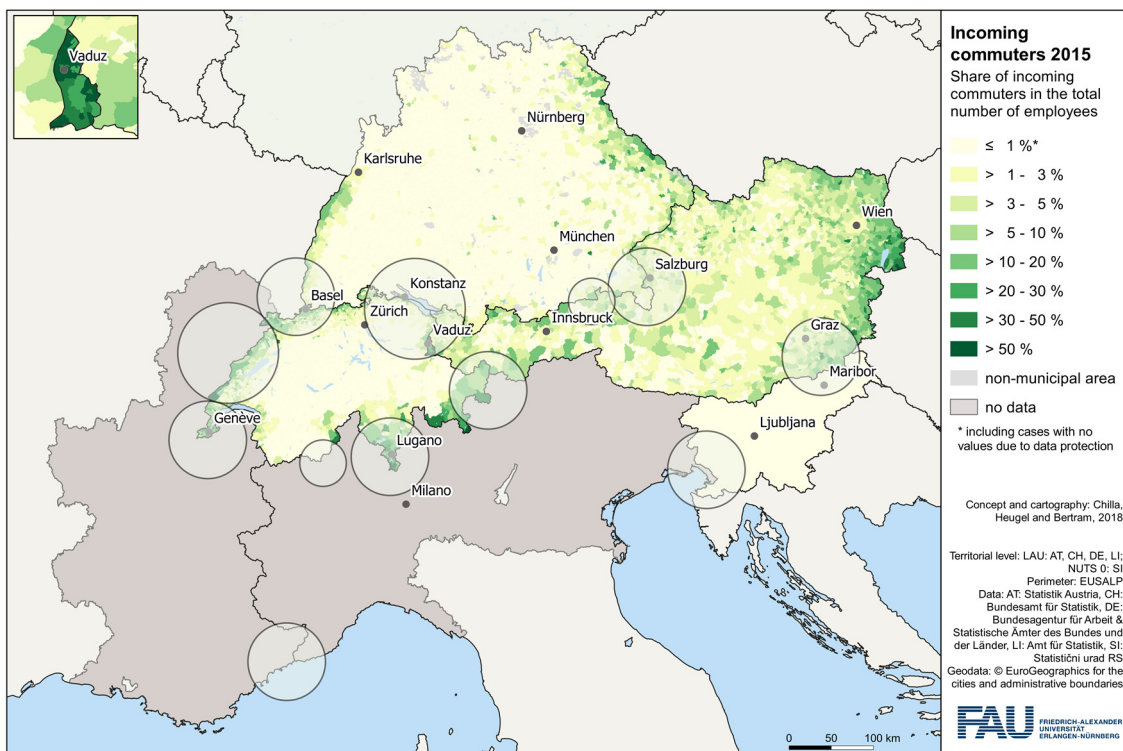 Vaduz
Nürnberg
Karlsruhe
Wien
München
Salzburg
Konstanz
Basel
Zürich
Innsbruck
Vaduz
Graz
Maribor
Genève
Ljubljana
Lugano
Milano
0 50 100 km
Incoming
commuters 2015
Share of incoming
commuters in the total
number of employees
≤ 1 %*
> 1 - 3 %
> 3 - 5 %
> 5 - 10 %
> 10 - 20 %
> 20 - 30 %
> 30 - 50 %
> 50 %
non-municipal area
no data
* including cases with no
values due to data protection
Concept and cartography: Chilla,
Heugel and Bertram, 2018
Territorial level: LAU: AT, CH, DE, LI;
NUTS 0: SI
Perimeter: EUSALP
Data: AT: Statistik Austria, CH:
Bundesamt für Statistik, DE:
Bundesagentur für Arbeit &
Statistische Ämter des Bundes und
der Länder, LI: Amt für Statistik, SI:
Statistični urad RS
Geodata: © EuroGeographics for the
cities and administrative boundaries
FAU
FRIEDRICH-ALEXANDER
UNIVERSITÄT
ERLANGEN-NÜRNBERG